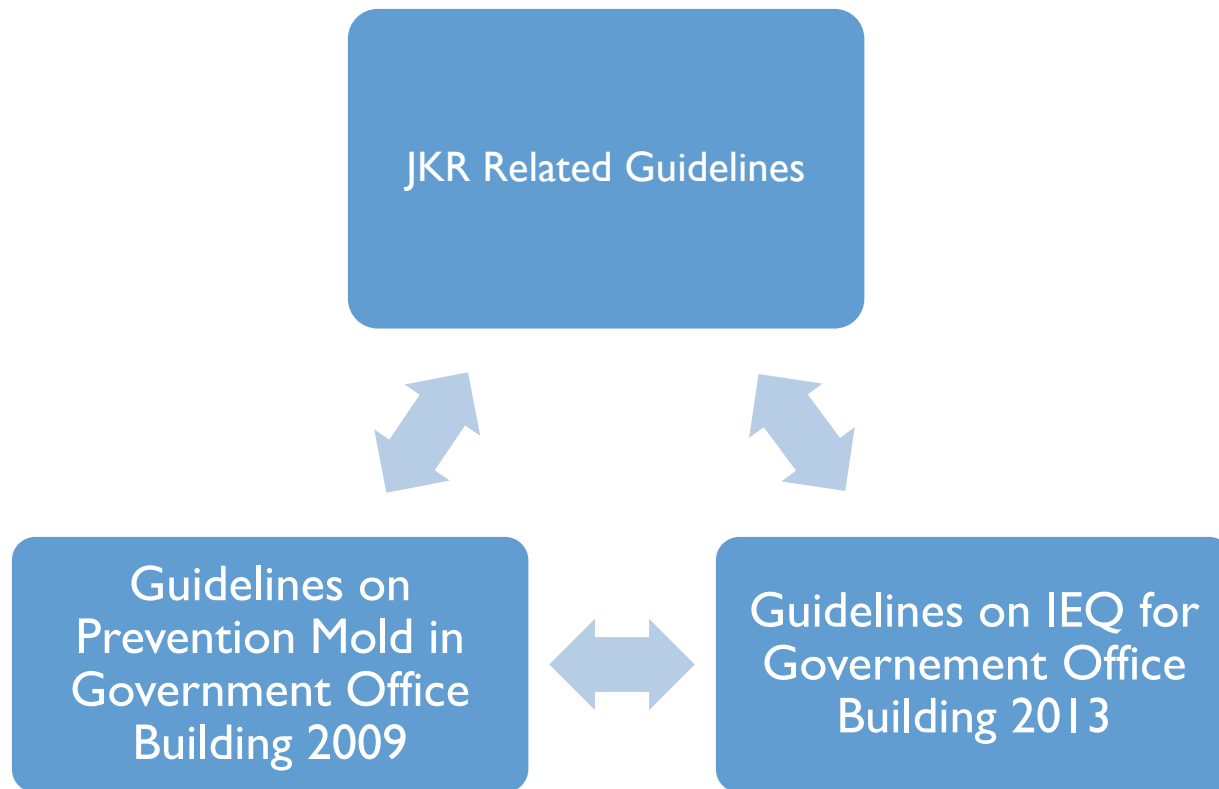 JKR Related Guidelines
Guidelines on
Prevention Mold in
Government Office
Building 2009
Guidelines on IEQ for
Governement Office
Building 2013